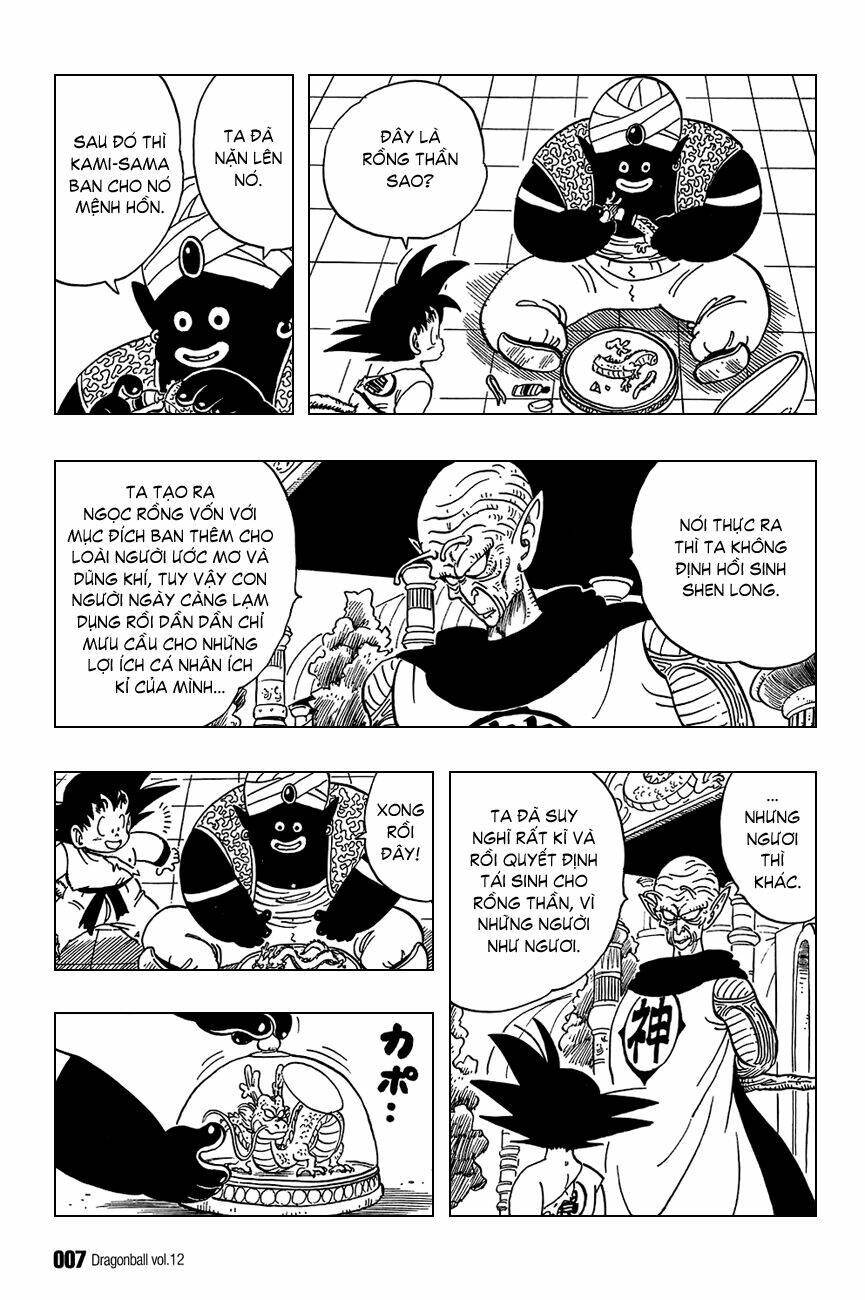 ĐÂY LÀ
RỒNG THẦN
SAO?
TA ĐÃ
NẶN LÊN
NÓ.
SAU ĐÓ THÌ
KAMI-SAMA
BAN CHO NÓ
MỆNH HỒN.
NÓI THỰC RA
THÌ TA KHÔNG
ĐỊNH HỒI SINH
SHEN LONG.
TA TẠO RA
NGỌC RỒNG VỐN VỚI
MỤC ĐÍCH BAN THÊM CHO
LOÀI NGƯỜI ƯỚC MƠ VÀ
DŨNG KHÍ, TUY VẬY CON
NGƯỜI NGÀY CÀNG LẠM
DỤNG RỒI DẦN DẦN CHỈ
MƯU CẦU CHO NHỮNG
LỢI ÍCH CÁ NHÂN ÍCH
KỈ CỦA MÌNH...
...
NHƯNG
NGƯƠI
THÌ
KHÁC.
TA ĐÃ SUY
NGHĨ RẤT KĨ VÀ
RỒI QUYẾT ĐỊNH
TÁI SINH CHO
RỒNG THẦN, VÌ
NHỮNG NGƯỜI
NHƯ NGƯƠI.
神
XONG
RỒI
ĐÂY!
カポ...
007 Dragonball vol.12